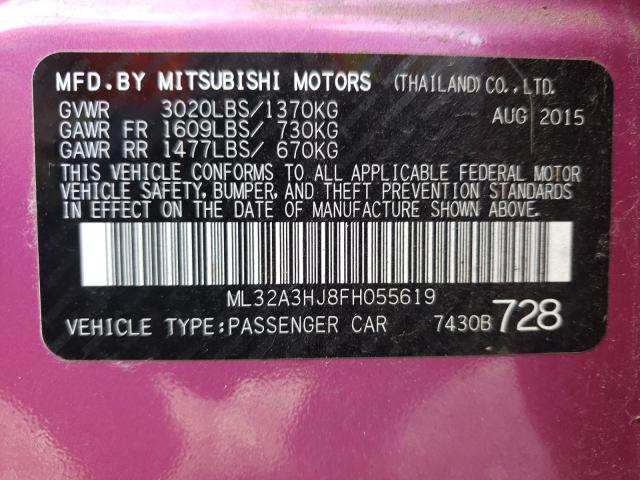 MFD.BY MITSUBISHI MOTORS (THAILAND)CO.,LTD.
GVWR 3020LBS/1370KG AUG 2015
GAWR FR 1609LBS/ 730KG
GAWR RR 1477LBS/ 670KG
THIS VEHICLE CONFORMS TO ALL APPLICABLE FEDERAL MOTOR
VEHICLE SAFETY, BUMPER, AND THEFT PREVENTION STANDARDS
IN EFFECT ON THE DATE OF MANUFACTURE SHOWN ABOVE.
ML32A3HJ8FH055619
VEHICLE TYPE:PASSENGER CAR 7430B 728